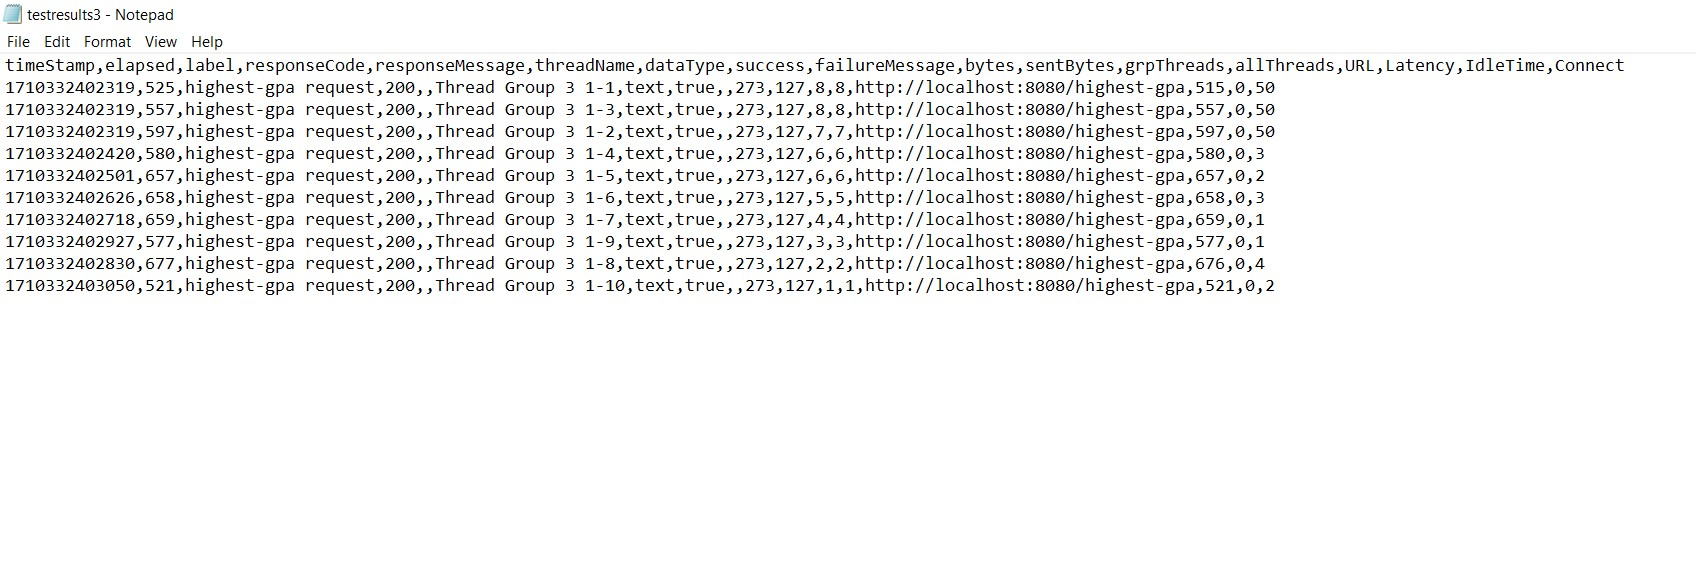 testresults3 - Notepad
File Edit Format View Help
timeStamp,elapsed,label,responseCode,responseMessage,threadName,dataType,success,failureMessage,bytes,sentBytes,grpThreads,allThreads,URL,Latency,IdleTime,Connect
1710332402319,525,highest-gpa request,200,,Thread Group 3 1-1,text,true,,273,127,8,8,http://localhost:8080/highest-gpa,515,0,50
1710332402319,557,highest-gpa request,200,,Thread Group 3 1-3,text,true,,273,127,8,8,http://localhost:8080/highest-gpa,557,0,50
1710332402319,597,highest-gpa request,200,,Thread Group 3 1-2,text,true,,273,127,7,7,http://localhost:8080/highest-gpa,597,0,50
1710332402420,580,highest-gpa request,200,,Thread Group 3 1-4,text,true,,273,127,6,6,http://localhost:8080/highest-gpa,580,0,3
1710332402501,657,highest-gpa request,200,,Thread Group 3 1-5,text,true,,273,127,6,6,http://localhost:8080/highest-gpa,657,0,2
1710332402626,658,highest-gpa request,200,,Thread Group 3 1-6,text,true,,273,127,5,5,http://localhost:8080/highest-gpa,658,0,3
1710332402718,659,highest-gpa request,200,,Thread Group 3 1-7,text,true,,273,127,4,4,http://localhost:8080/highest-gpa,659,0,1
1710332402927,577,highest-gpa request,200,,Thread Group 3 1-9,text,true,,273,127,3,3,http://localhost:8080/highest-gpa,577,0,1
1710332402830,677,highest-gpa request,200,,Thread Group 3 1-8,text,true,,273,127,2,2,http://localhost:8080/highest-gpa,676,0,4
1710332403050,521,highest-gpa request,200,,Thread Group 3 1-10,text,true,,273,127,1,1,http://localhost:8080/highest-gpa,521,0,2